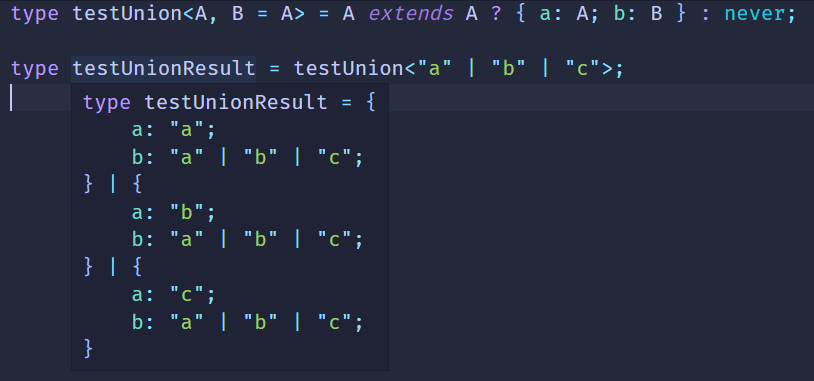 type testUnion<A, B = A> = A extends A ? { a: A; b: B } : never;
type testUnionResult = testUnion<"a" | "b" | "c">;
type testUnionResult = {
    a: "a";
    b: "a" | "b" | "c";
} | {
    a: "b";
    b: "a" | "b" | "c";
} | {
    a: "c";
    b: "a" | "b" | "c";
}